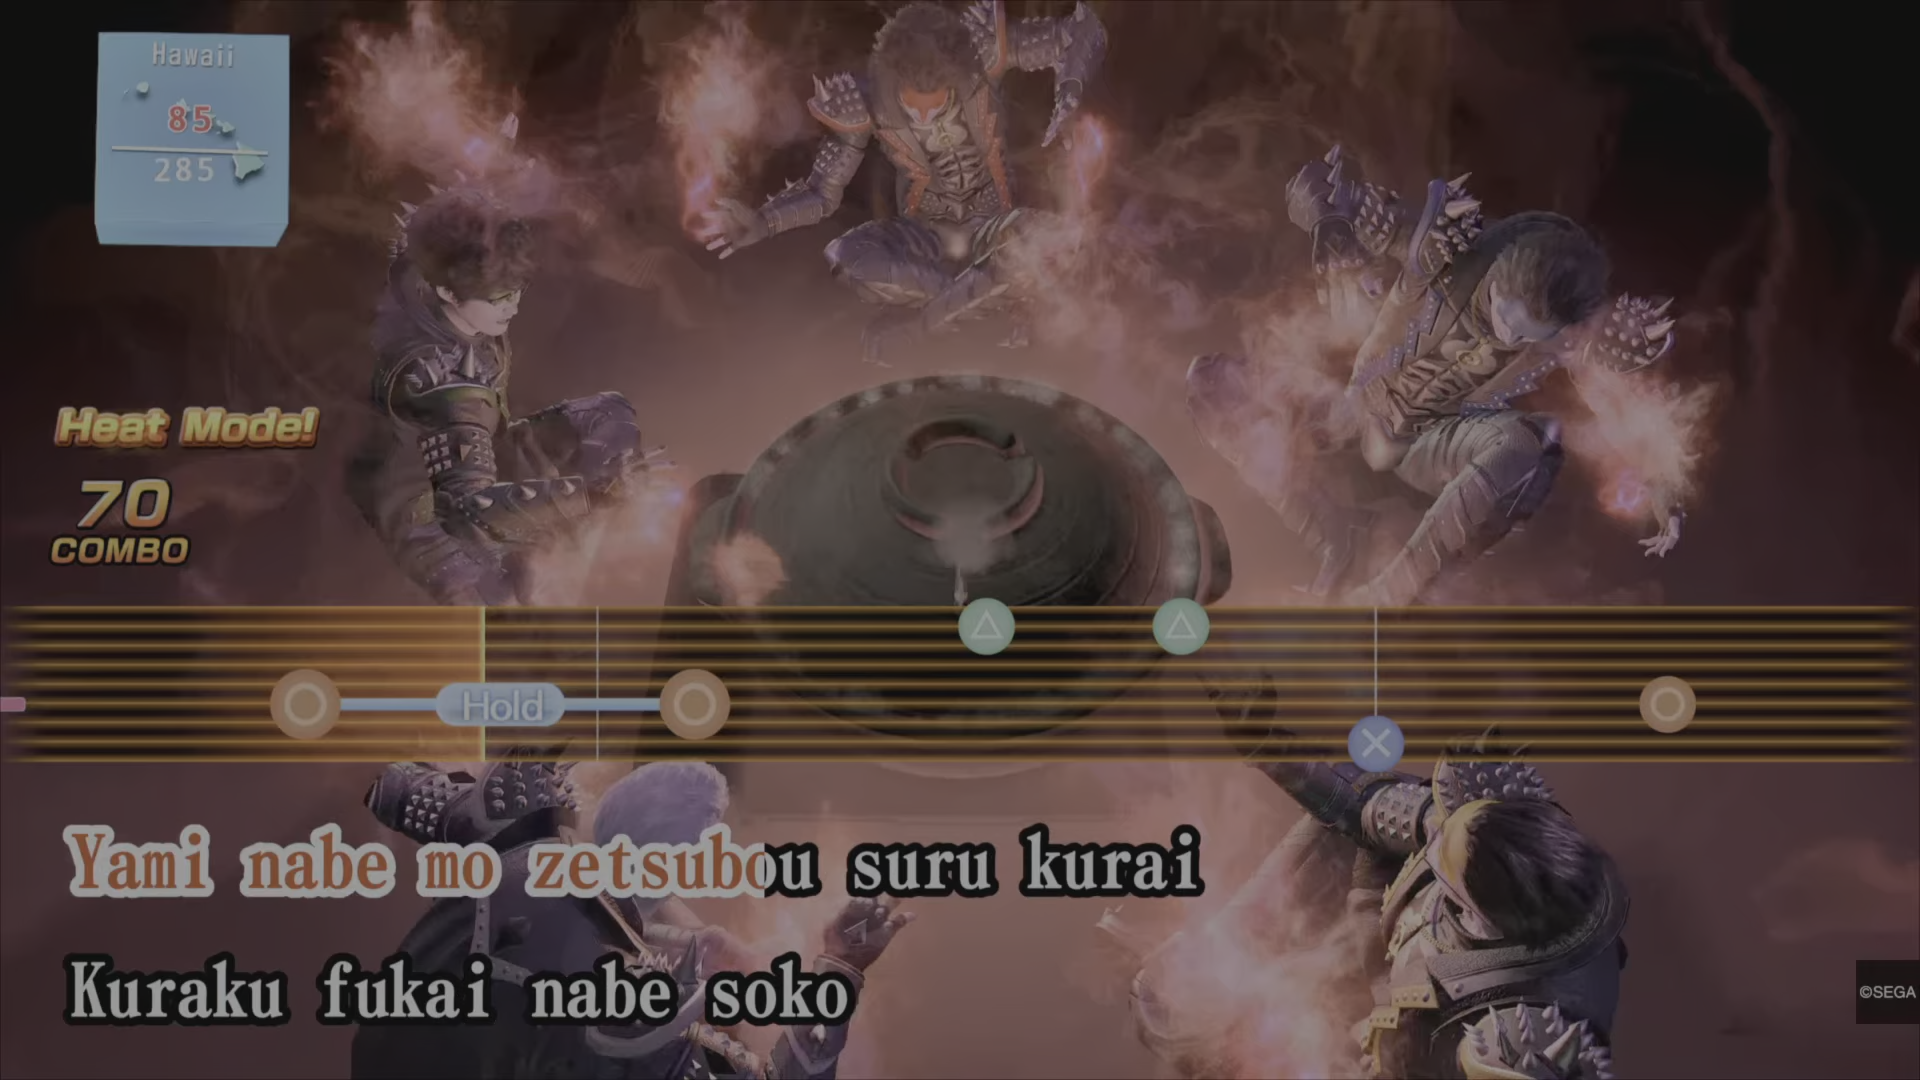 Hawaii
85
285
Heat Mode!
70
COMBO
Hold
Yami nabe mo zetsubou suru kurai
Kuraku fukai nabe soko
©SEGA